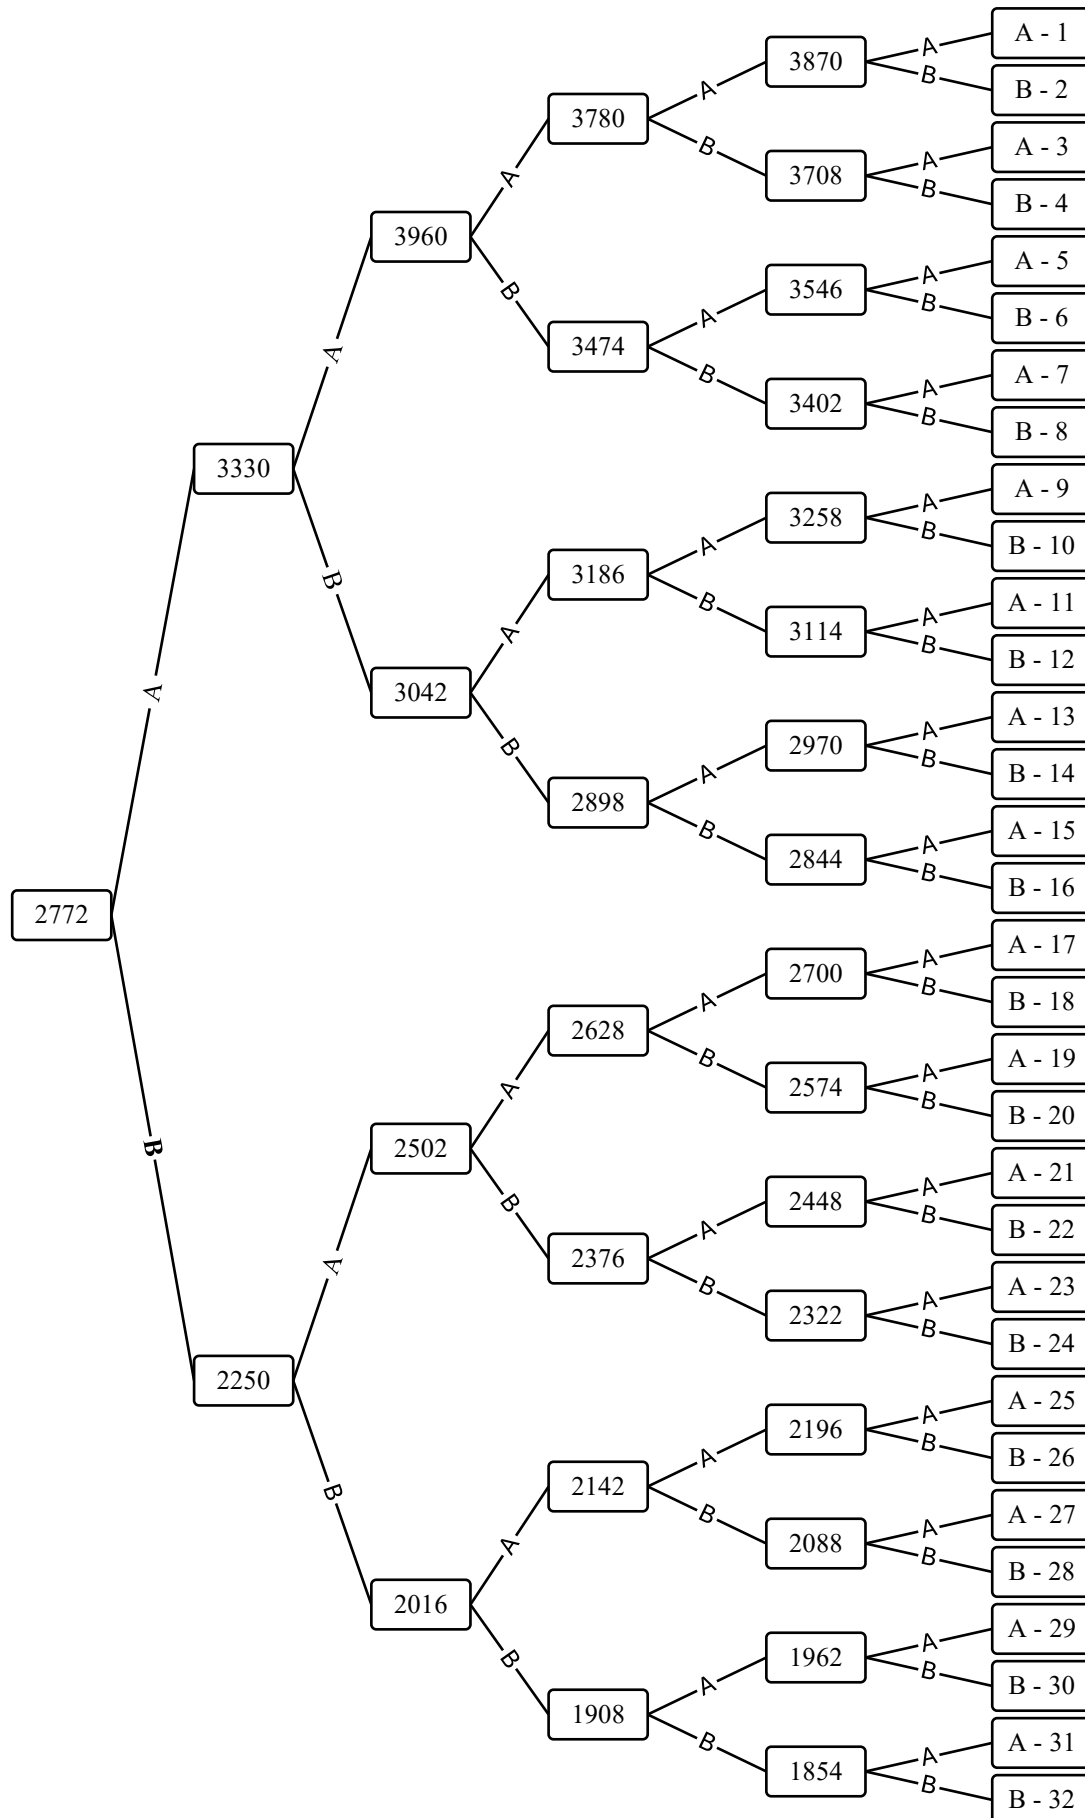 3870
A
B
A - 1
B - 2
3780
A
B
3708
A
B
A - 3
B - 4
3960
A
B
3546
A
B
A - 5
B - 6
3474
A
B
3402
A
B
A - 7
B - 8
3330
A
B
3258
A
B
A - 9
B - 10
3186
A
B
3114
A
B
A - 11
B - 12
3042
A
B
2970
A
B
A - 13
B - 14
2898
A
B
2844
A
B
A - 15
B - 16
2772
A
B
2700
A
B
A - 17
B - 18
2628
A
B
2574
A
B
A - 19
B - 20
2502
A
B
2448
A
B
A - 21
B - 22
2376
A
B
2322
A
B
A - 23
B - 24
2250
A
B
2196
A
B
A - 25
B - 26
2142
A
B
2088
A
B
A - 27
B - 28
2016
A
B
1962
A
B
A - 29
B - 30
1908
A
B
1854
A
B
A - 31
B - 32